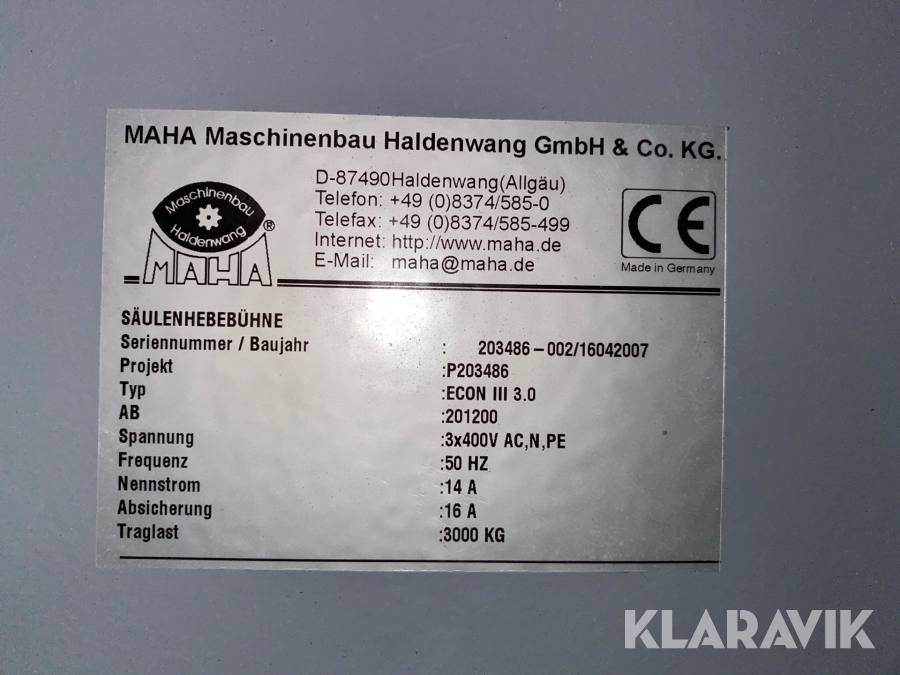 MAHA Maschinenbau Haldenwang GmbH & Co. KG.
Maschinenbau
Haldenwang
MAHA ®
D-87490Haldenwang(Allgäu)
Telefon: +49 (0)8374/585-0
Telefax: +49 (0)8374/585-499
Internet: http://www.maha.de
E-Mail: maha@maha.de
CE
Made in Germany
SÄULENHEBEBÜHNE
Seriennummer / Baujahr : 203486-002/16042007
Projekt :P203486
Typ :ECON III 3.0
AB :201200
Spannung :3x400V AC,N,PE
Frequenz :50 HZ
Nennstrom :14 A
Absicherung :16 A
Traglast :3000 KG
KLARAVIK